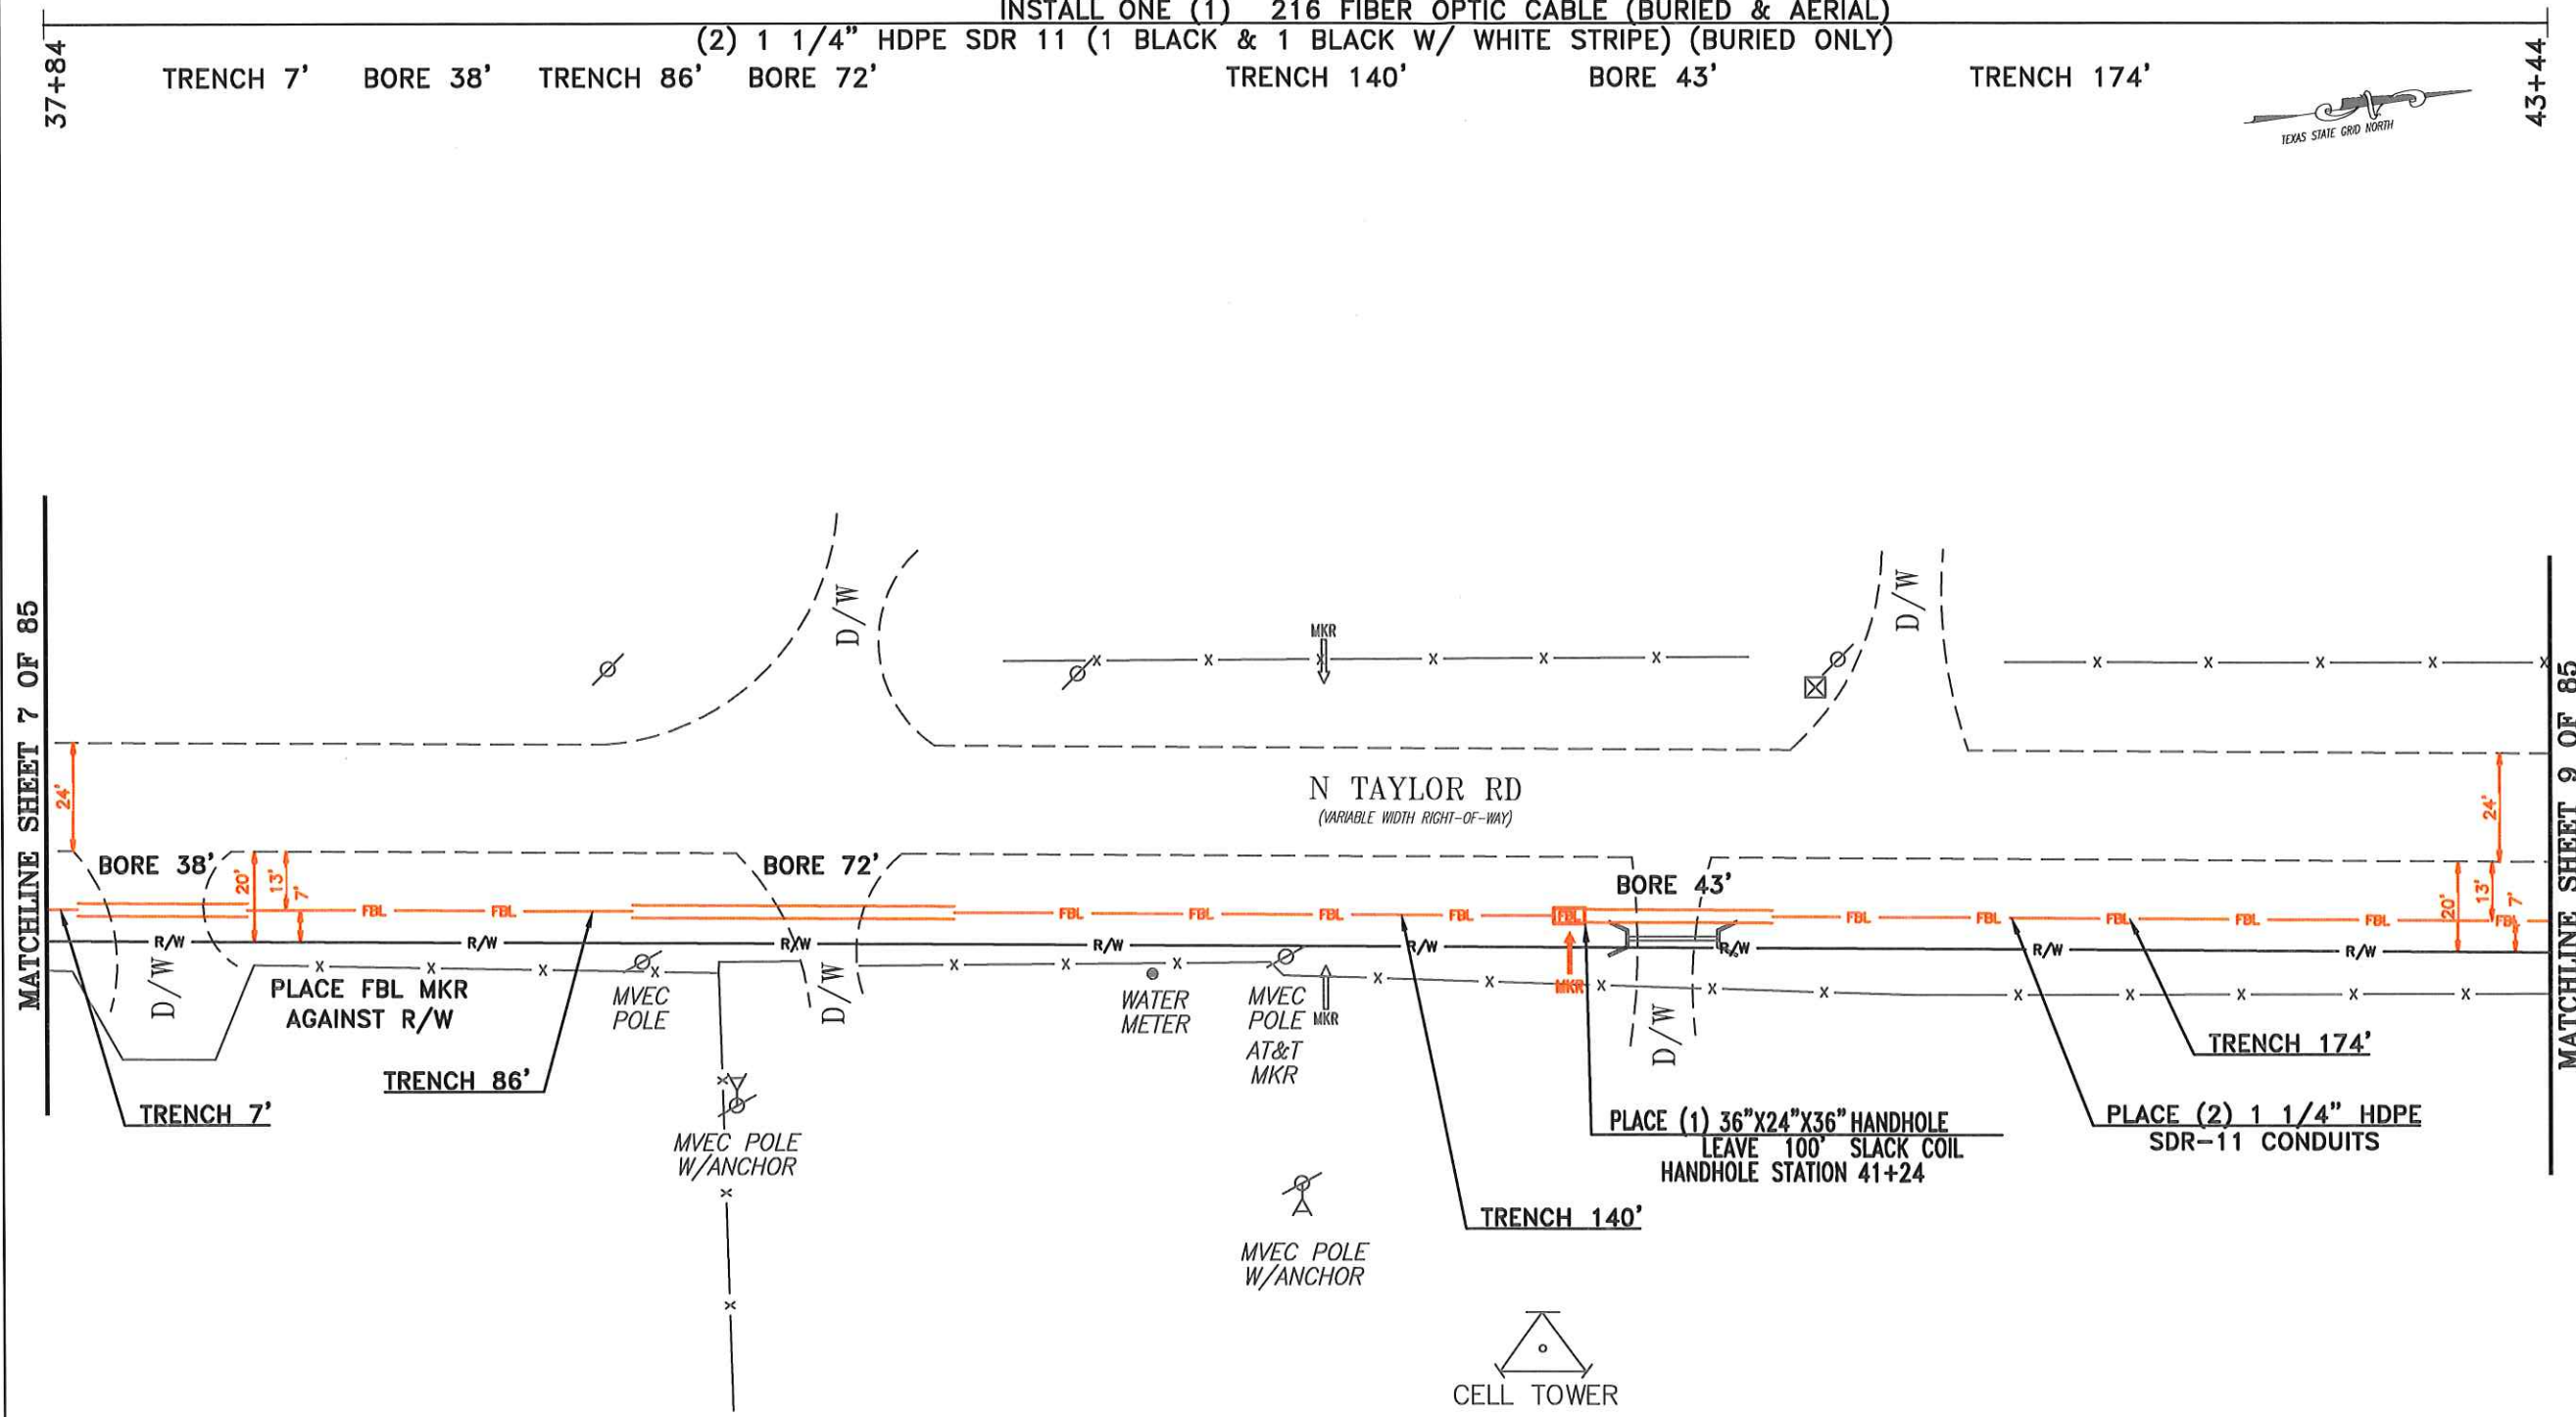 INSTALL ONE (1) 216 FIBER OPTIC CABLE (BURIED & AERIAL)
(2) 1 1/4" HDPE SDR 11 (1 BLACK & 1 BLACK W/ WHITE STRIPE) (BURIED ONLY)
37+84
TRENCH 7' BORE 38' TRENCH 86' BORE 72' TRENCH 140' BORE 43' TRENCH 174'
43+44
TEXAS STATE GRID NORTH
MATCHLINE SHEET 7 OF 85
MATCHLINE SHEET 9 OF 85
D/W
D/W
MKR
X X X X X X
X X X X X
24'
24'
N TAYLOR RD
(VARIABLE WIDTH RIGHT-OF-WAY)
BORE 38'
BORE 72'
BORE 43'
20' 13' 7'
20' 13' 7'
FBL FBL FBL FBL FBL FBL FBL FBL FBL FBL FBL FBL FBL
R/W R/W R/W R/W R/W R/W R/W R/W
X X X X X X X X X X X X X X X X X
D/W
D/W
D/W
PLACE FBL MKR
AGAINST R/W
MVEC
POLE
WATER
METER
MVEC
POLE
MKR
AT&T
MKR
MKR
TRENCH 7'
TRENCH 86'
X
X
X
MVEC POLE
W/ANCHOR
MVEC POLE
W/ANCHOR
TRENCH 140'
PLACE (1) 36"X24"X36" HANDHOLE
LEAVE 100' SLACK COIL
HANDHOLE STATION 41+24
TRENCH 174'
PLACE (2) 1 1/4" HDPE
SDR-11 CONDUITS
CELL TOWER